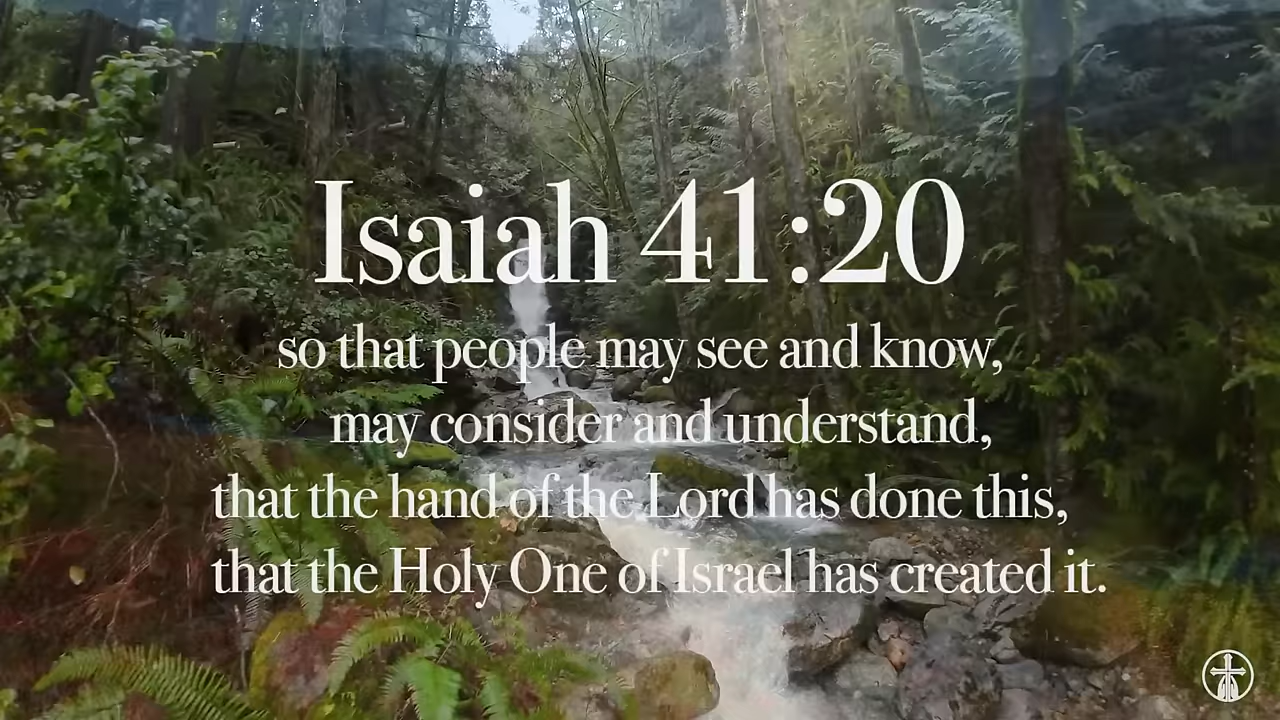 Isaiah 41:20
so that people may see and know,
may consider and understand,
that the hand of the Lord has done this,
that the Holy One of Israel has created it.